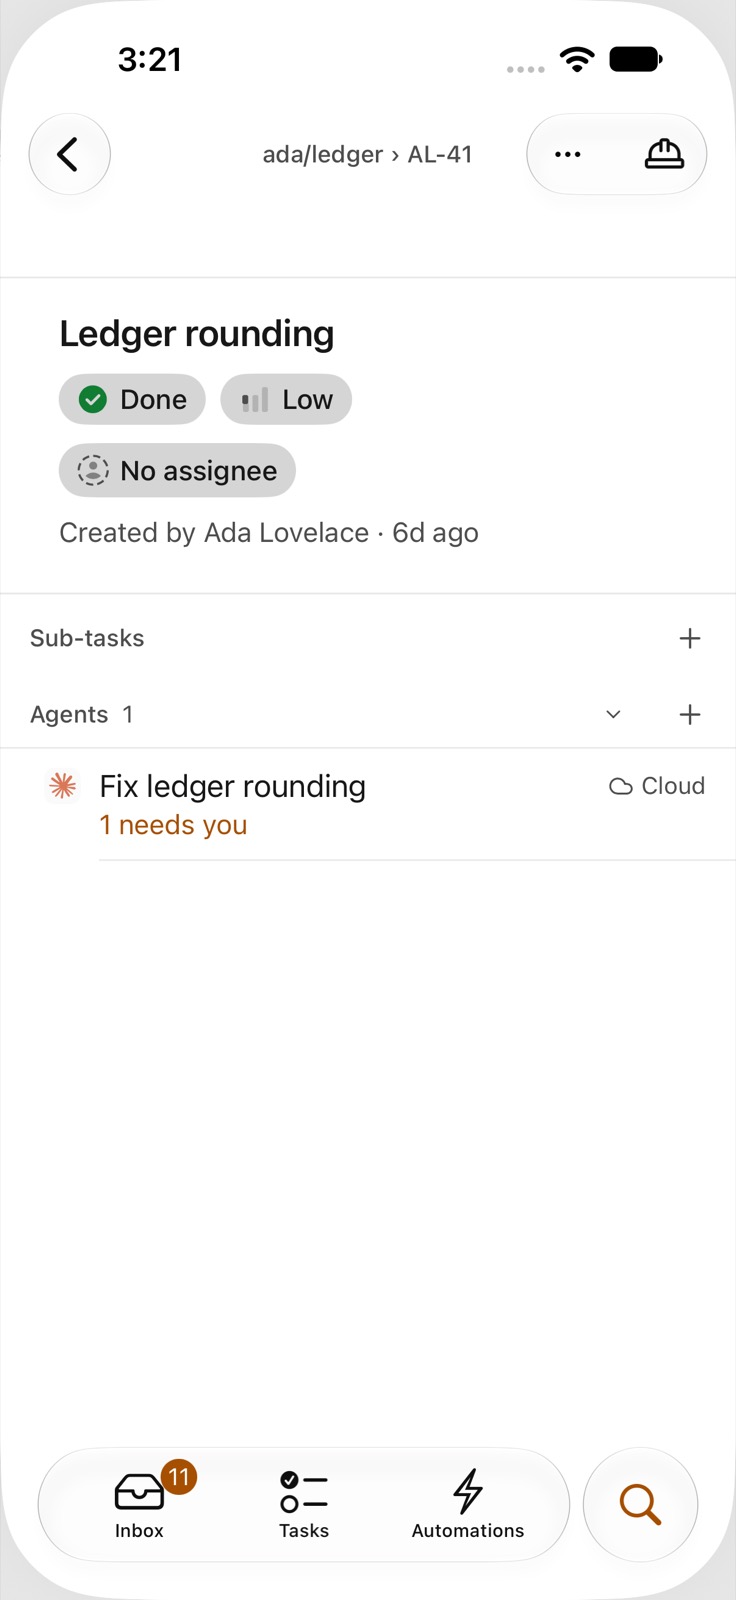 3:21
ada/ledger › AL-41
Ledger rounding
Done
Low
No assignee
Created by Ada Lovelace · 6d ago
Sub-tasks
Agents 1
Fix ledger rounding
Cloud
1 needs you
11
Inbox
Tasks
Automations